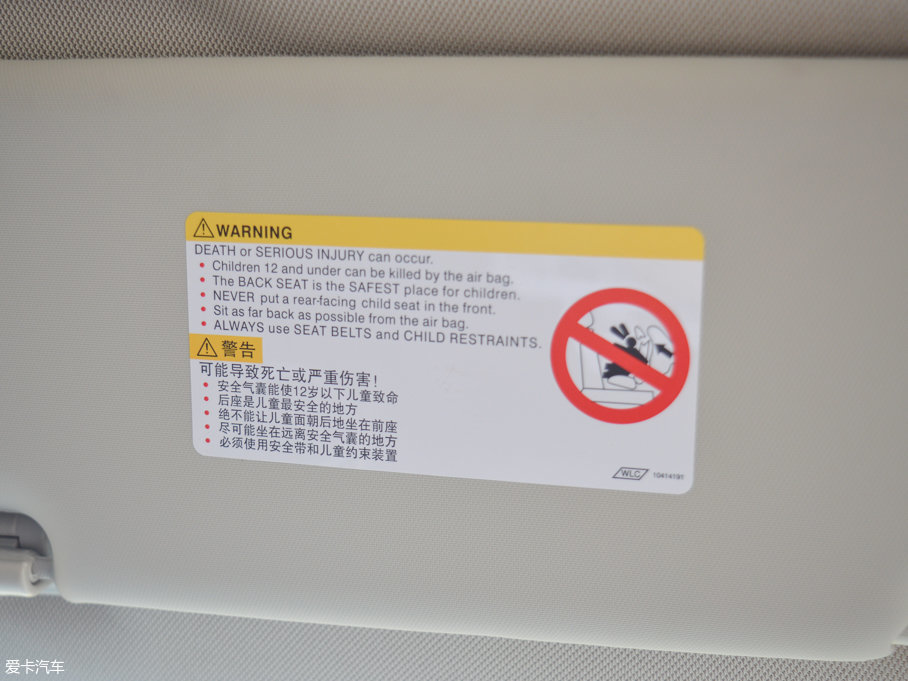 WARNING
DEATH or SERIOUS INJURY can occur.
• Children 12 and under can be killed by the air bag.
• The BACK SEAT is the SAFEST place for children.
• NEVER put a rear-facing child seat in the front.
• Sit as far back as possible from the air bag.
• ALWAYS use SEAT BELTS and CHILD RESTRAINTS.
警告
可能导致死亡或严重伤害!
• 安全气囊能使12岁以下儿童致命
• 后座是儿童最安全的地方
• 绝不能让儿童面朝后地坐在前座
• 尽可能坐在远离安全气囊的地方
• 必须使用安全带和儿童约束装置
WLC 10414191
爱卡汽车